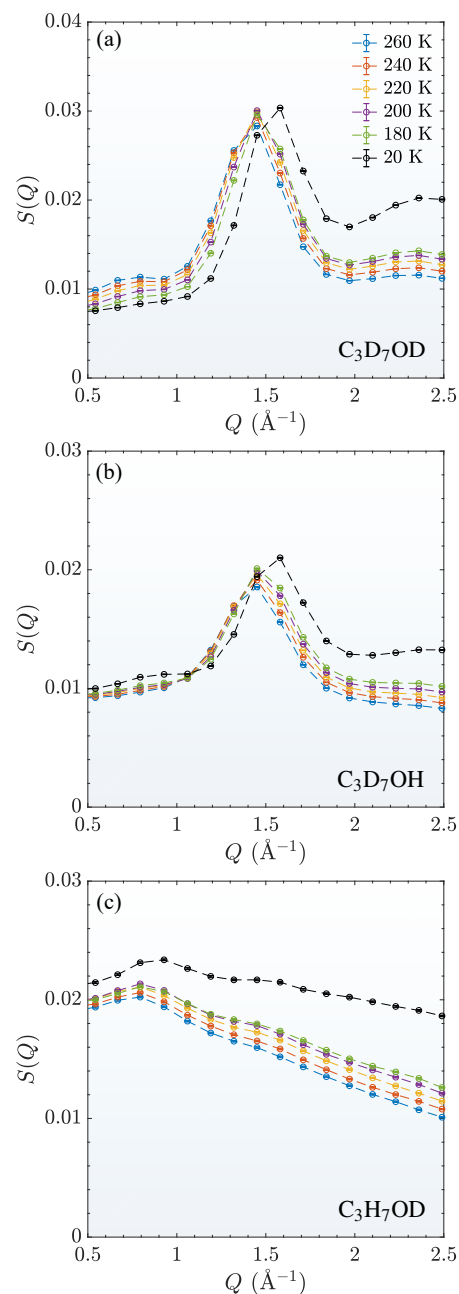 (a)
0.04
0.03
0.02
0.01
0
S(Q)
260 K
240 K
220 K
200 K
180 K
20 K
C₃D₇OD
0.5 1 1.5 2 2.5
Q (Å⁻¹)
(b)
0.03
0.02
0.01
0
S(Q)
C₃D₇OH
0.5 1 1.5 2 2.5
Q (Å⁻¹)
(c)
0.03
0.02
0.01
0
S(Q)
C₃H₇OD
0.5 1 1.5 2 2.5
Q (Å⁻¹)